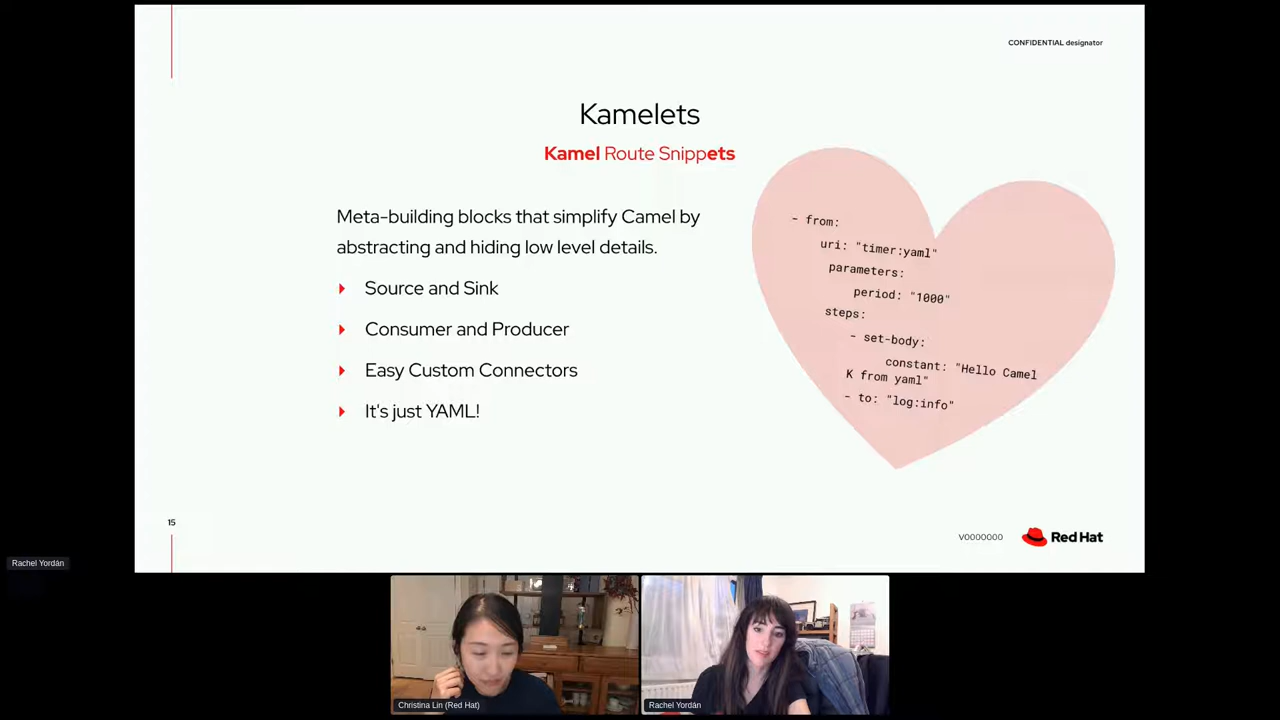 CONFIDENTIAL designator
Kamelets
Kamel Route Snippets
Meta-building blocks that simplify Camel by
abstracting and hiding low level details.
Source and Sink
Consumer and Producer
Easy Custom Connectors
It's just YAML!
- from:
uri: "timer:yaml"
parameters:
period: "1000"
steps:
- set-body:
constant: "Hello Camel
K from yaml"
- to: "log:info"
15
V0000000
Red Hat
Rachel Yordán
Christina Lin (Red Hat)
Rachel Yordán